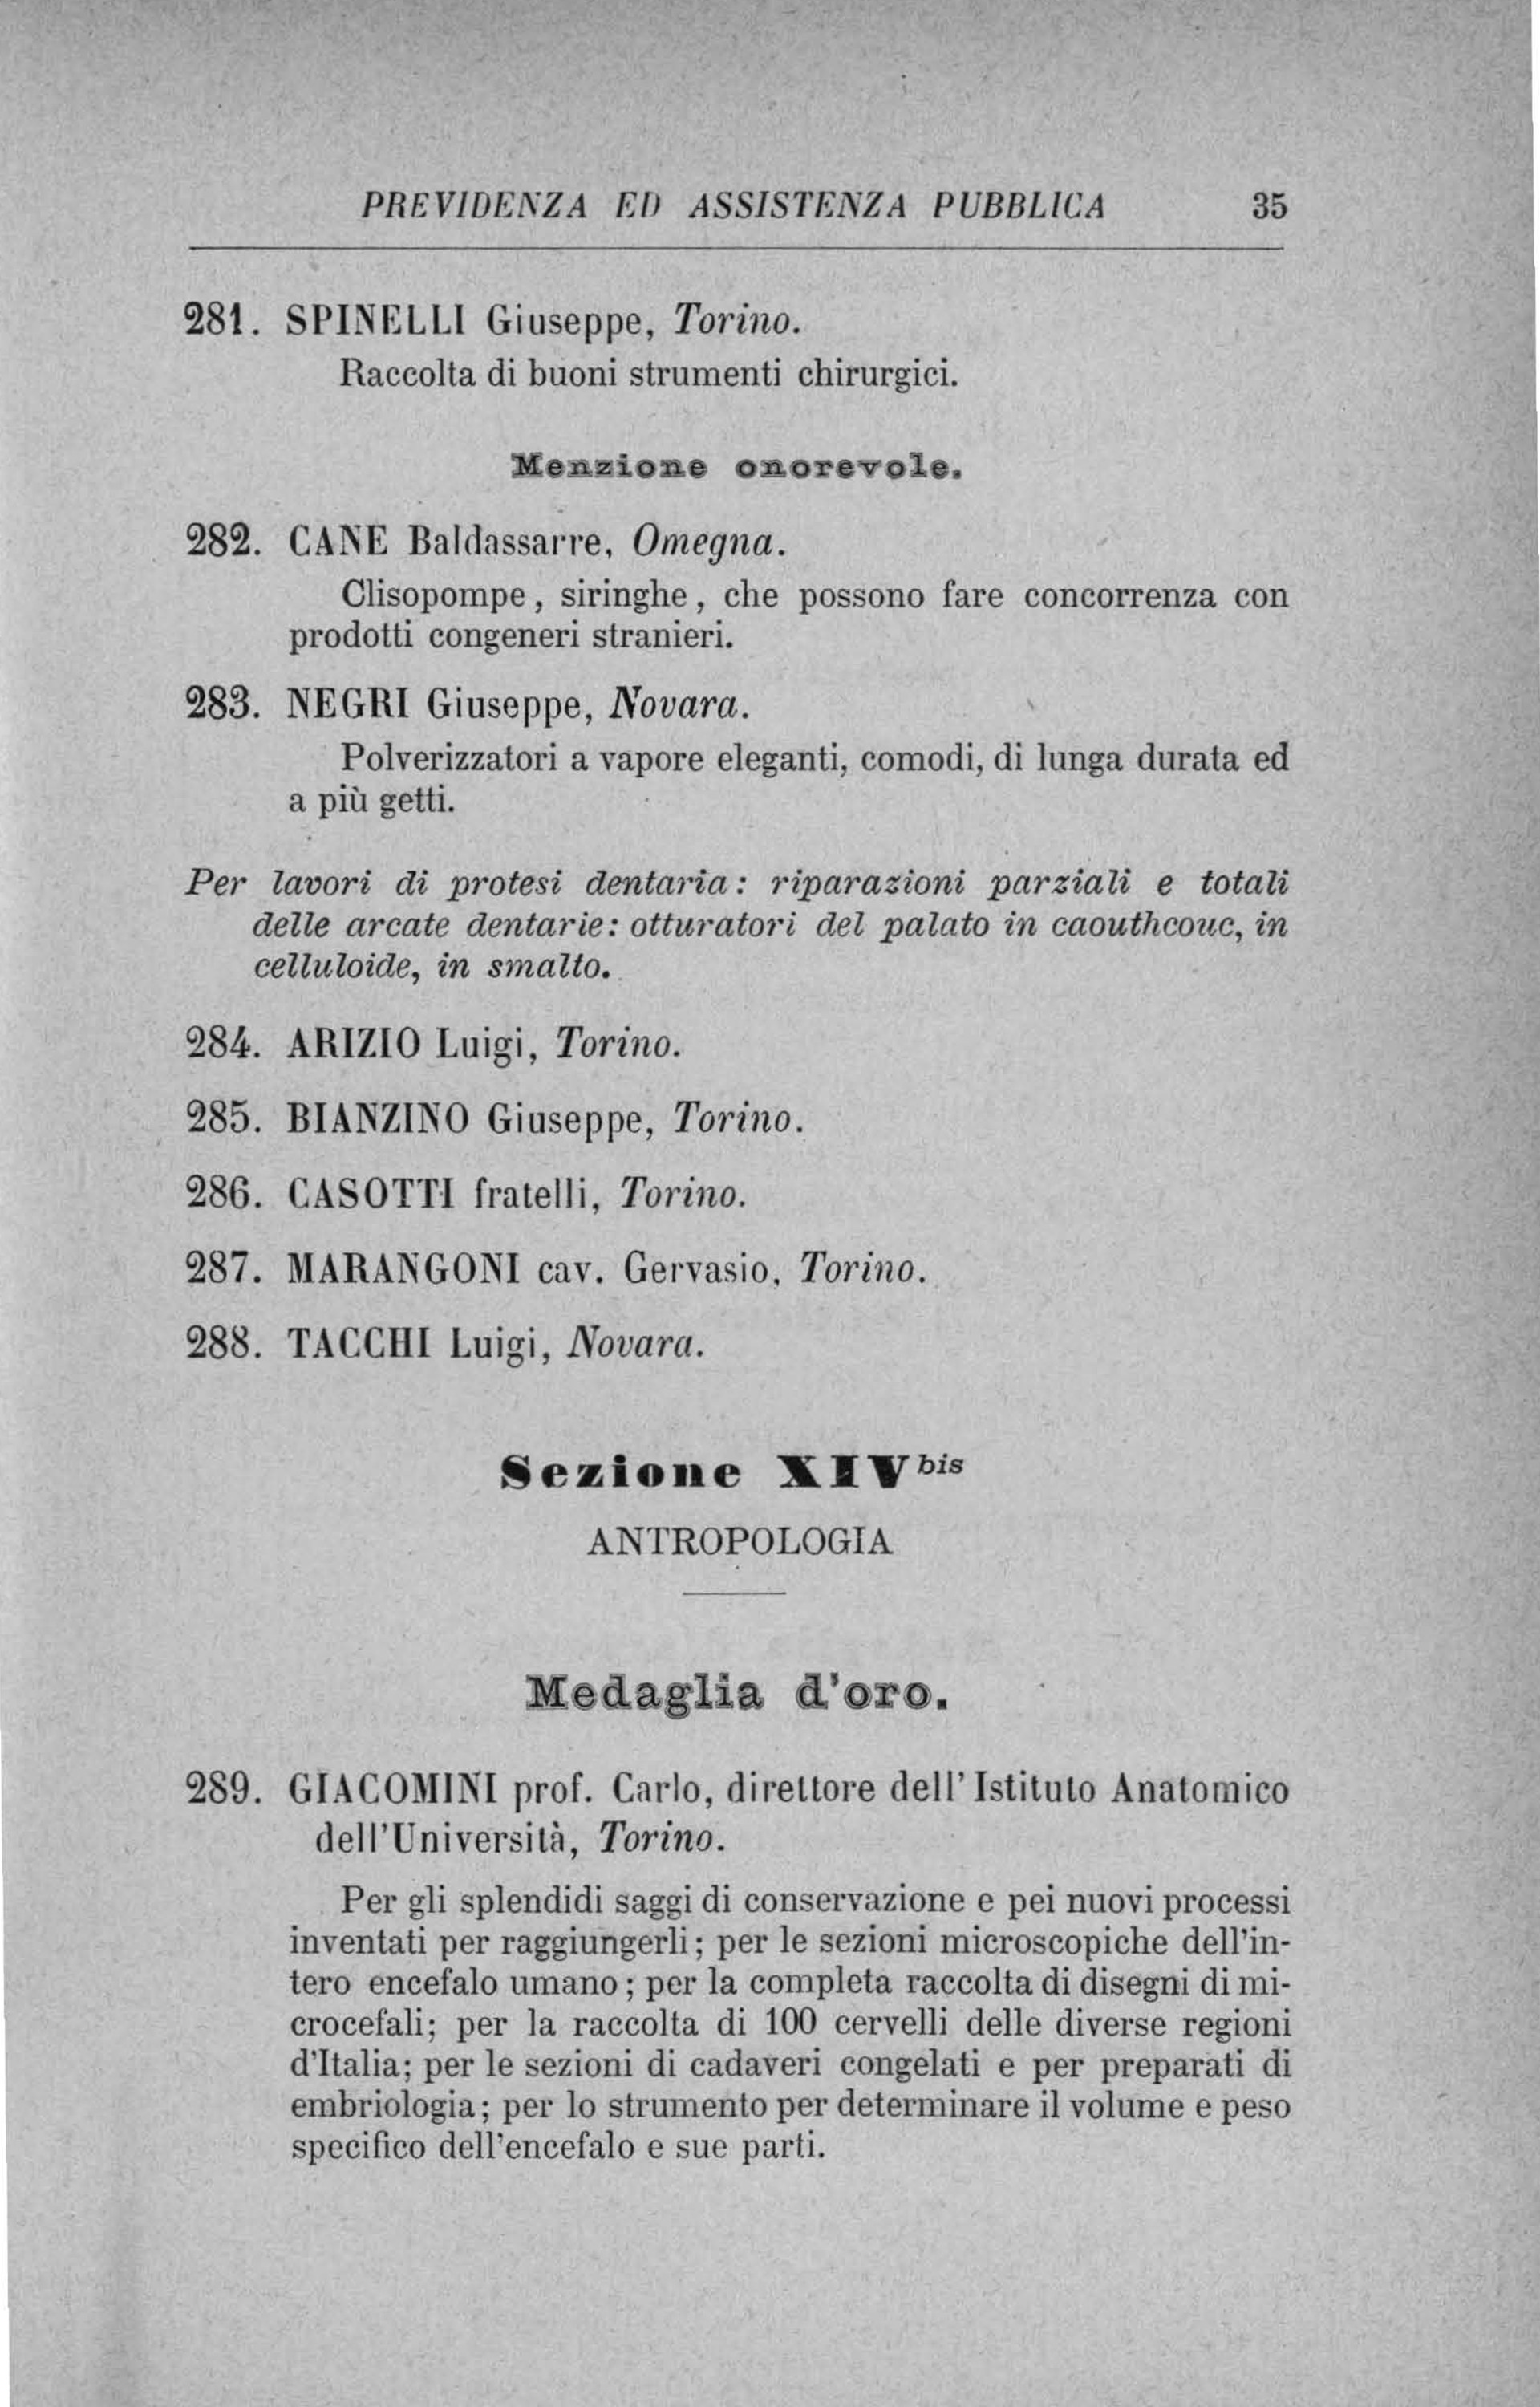 PREVIDENZA ED ASSISTENZA PUBBLICA 35
281. SPINELLI Giuseppe, Torino.
Raccolta di buoni strumenti chirurgici.
Menzione onorevole.
282. CANE Baldassarre, Omegna.
Clisopompe, siringhe, che possono fare concorrenza con
prodotti congeneri stranieri.
283. NEGRI Giuseppe, Novara.
Polverizzatori a vapore eleganti, comodi, di lunga durata ed
a più getti.
Per lavori di protesi dentaria: riparazioni parziali e totali
delle arcate dentarie: otturatori del palato in caouthcouc, in
celluloide, in smalto.
284. ARIZIO Luigi, Torino.
285. BIANZINO Giuseppe, Torino.
286. CASOTTI fratelli, Torino.
287. MARANGONI cav. Gervasio, Torino.
288. TACCHI Luigi, Novara.
Sezione XIV bis
ANTROPOLOGIA
Medaglia d'oro.
289. GIACOMINI prof. Carlo, direttore dell'Istituto Anatomico
dell'Università, Torino.
Per gli splendidi saggi di conservazione e pei nuovi processi
inventati per raggiungerli; per le sezioni microscopiche dell'in-
tero encefalo umano; per la completa raccolta di disegni di mi-
crocefali; per la raccolta di 100 cervelli delle diverse regioni
d'Italia; per le sezioni di cadaveri congelati e per preparati di
embriologia; per lo strumento per determinare il volume e peso
specifico dell'encefalo e sue parti.